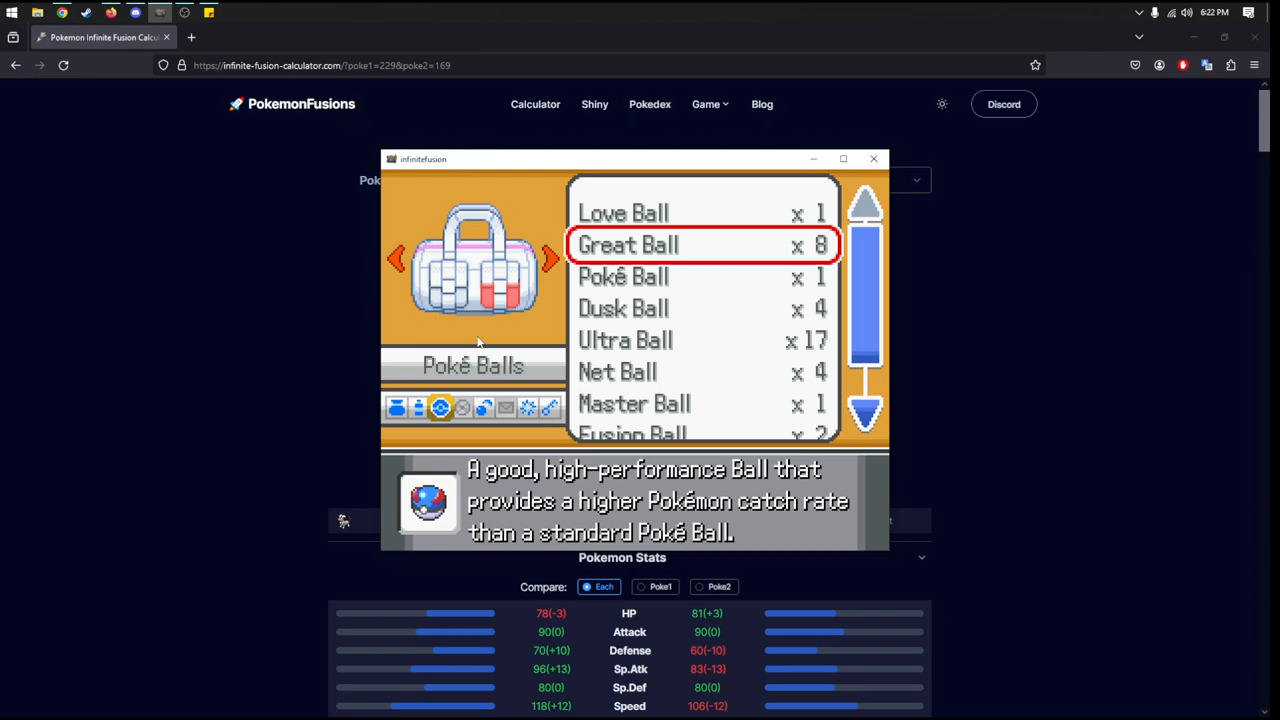 6:22 PM
Pokemon Infinite Fusion Calcul
https://infinite-fusion-calculator.com/?poke1=229&poke2=169
PokemonFusions
Calculator
Shiny
Pokedex
Game
Blog
Discord
infinitefusion
Pok
Love Ball x 1
Great Ball x 8
Poké Ball x 1
Dusk Ball x 4
Ultra Ball x 17
Net Ball x 4
Master Ball x 1
Fusion Ball x 2
Poké Balls
A good, high-performance Ball that
provides a higher Pokémon catch rate
than a standard Poké Ball.
t
Pokemon Stats
Compare: Each Poke1 Poke2
78(-3) HP 81(+3)
90(0) Attack 90(0)
70(+10) Defense 60(-10)
96(+13) Sp.Atk 83(-13)
80(0) Sp.Def 80(0)
118(+12) Speed 106(-12)